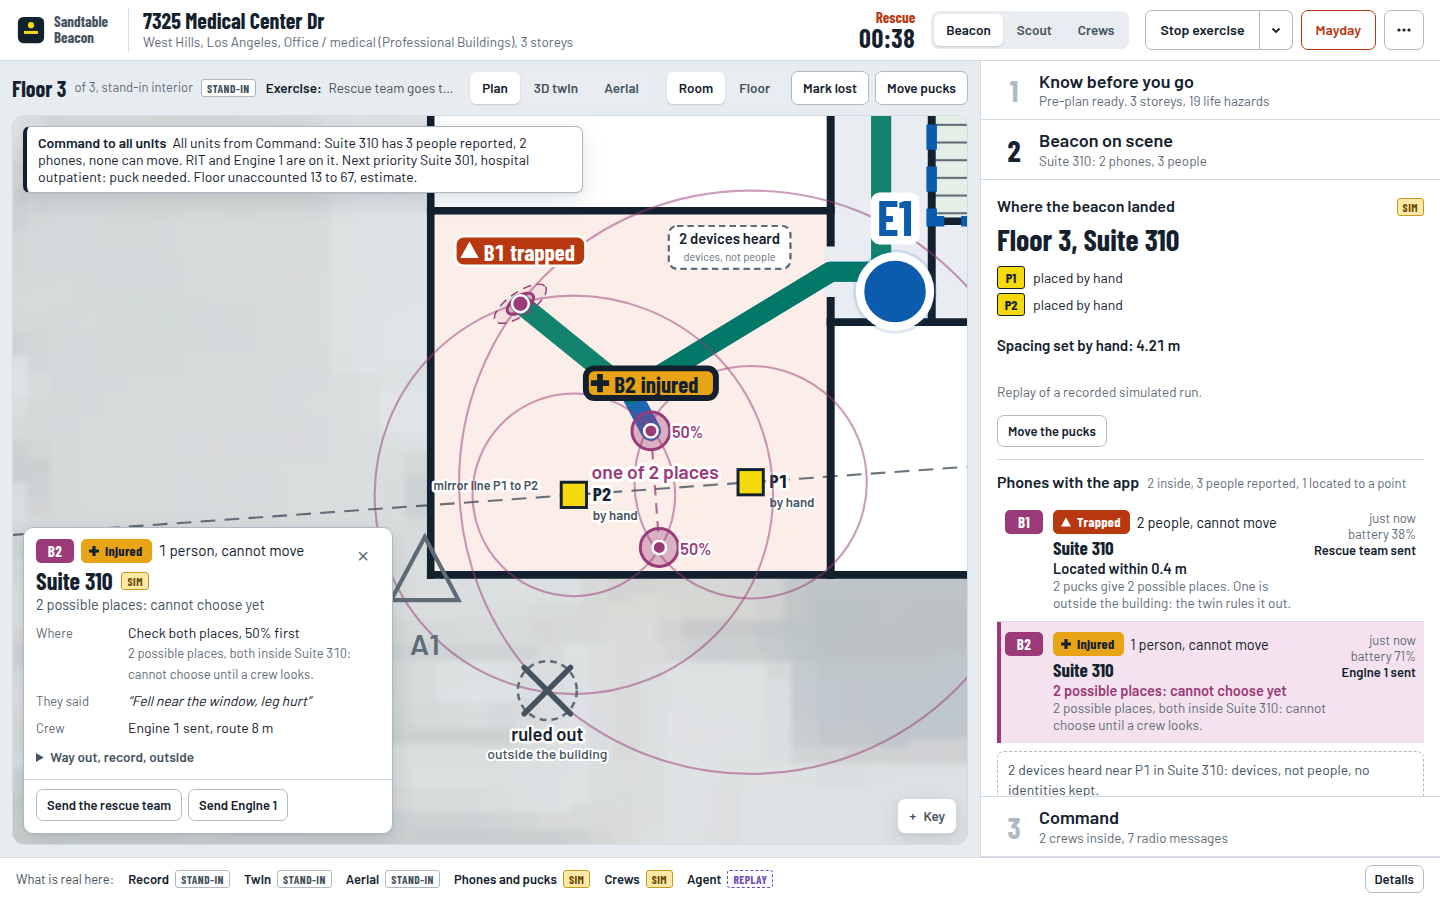 Sandtable
Beacon
7325 Medical Center Dr
West Hills, Los Angeles, Office / medical (Professional Buildings), 3 storeys
Rescue
00:38
Beacon
Scout
Crews
Stop exercise
Mayday
Floor 3
of 3, stand-in interior
STAND-IN
Exercise: Rescue team goes t...
Plan
3D twin
Aerial
Room
Floor
Mark lost
Move pucks
Command to all units All units from Command: Suite 310 has 3 people reported, 2
phones, none can move. RIT and Engine 1 are on it. Next priority Suite 301, hospital
outpatient: puck needed. Floor unaccounted 13 to 67, estimate.
E1
B1 trapped
2 devices heard
devices, not people
B2 injured
50%
one of 2 places
mirror line P1 to P2
P2
by hand
P1
by hand
50%
A1
ruled out
outside the building
+ Key
B2
Injured
1 person, cannot move
×
Suite 310
SIM
2 possible places: cannot choose yet
Where
Check both places, 50% first
2 possible places, both inside Suite 310:
cannot choose until a crew looks.
They said
“Fell near the window, leg hurt”
Crew
Engine 1 sent, route 8 m
Way out, record, outside
Send the rescue team
Send Engine 1
1
Know before you go
Pre-plan ready. 3 storeys, 19 life hazards
2
Beacon on scene
Suite 310: 2 phones, 3 people
Where the beacon landed
SIM
Floor 3, Suite 310
P1 placed by hand
P2 placed by hand
Spacing set by hand: 4.21 m
Replay of a recorded simulated run.
Move the pucks
Phones with the app
2 inside, 3 people reported, 1 located to a point
B1
Trapped
2 people, cannot move
just now
battery 38%
Rescue team sent
Suite 310
Located within 0.4 m
2 pucks give 2 possible places. One is
outside the building: the twin rules it out.
B2
Injured
1 person, cannot move
just now
battery 71%
Engine 1 sent
Suite 310
2 possible places: cannot choose yet
2 possible places, both inside Suite 310: cannot
choose until a crew looks.
2 devices heard near P1 in Suite 310: devices, not people, no
identities kept.
3
Command
2 crews inside, 7 radio messages
What is real here:
Record STAND-IN
Twin STAND-IN
Aerial STAND-IN
Phones and pucks SIM
Crews SIM
Agent REPLAY
Details